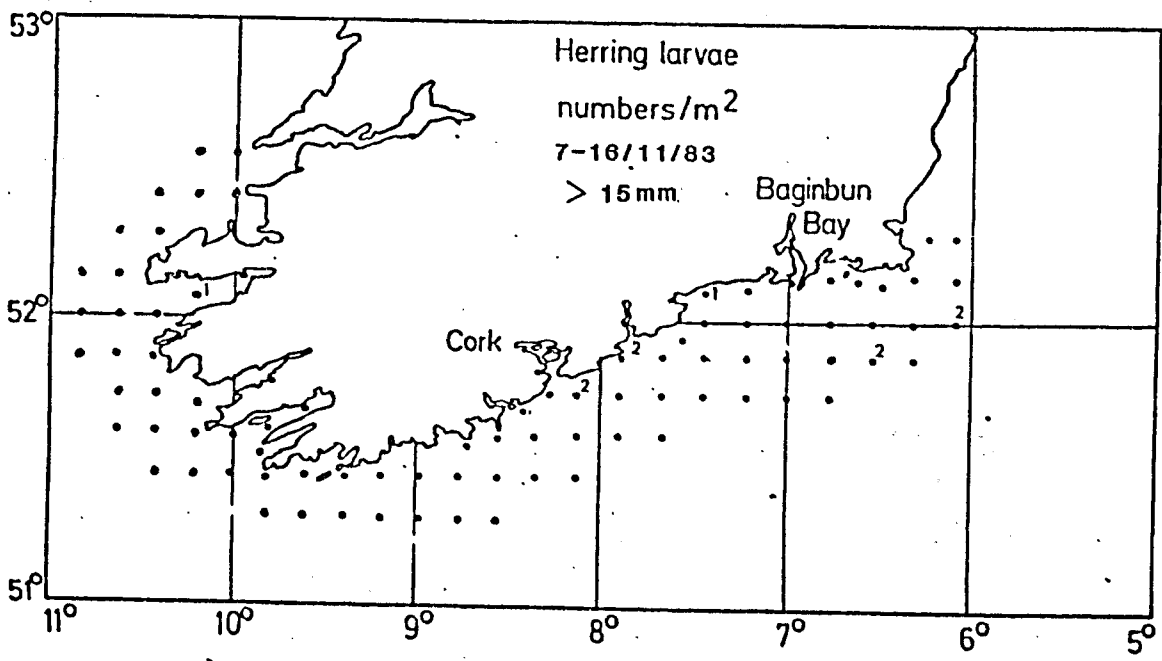 53°
Herring larvae
numbers/m²
7-16/11/83
> 15 mm
Baginbun
Bay
1
1
52°
2
Cork
2
2
2
51°
11° 10° 9° 8° 7° 6° 5°